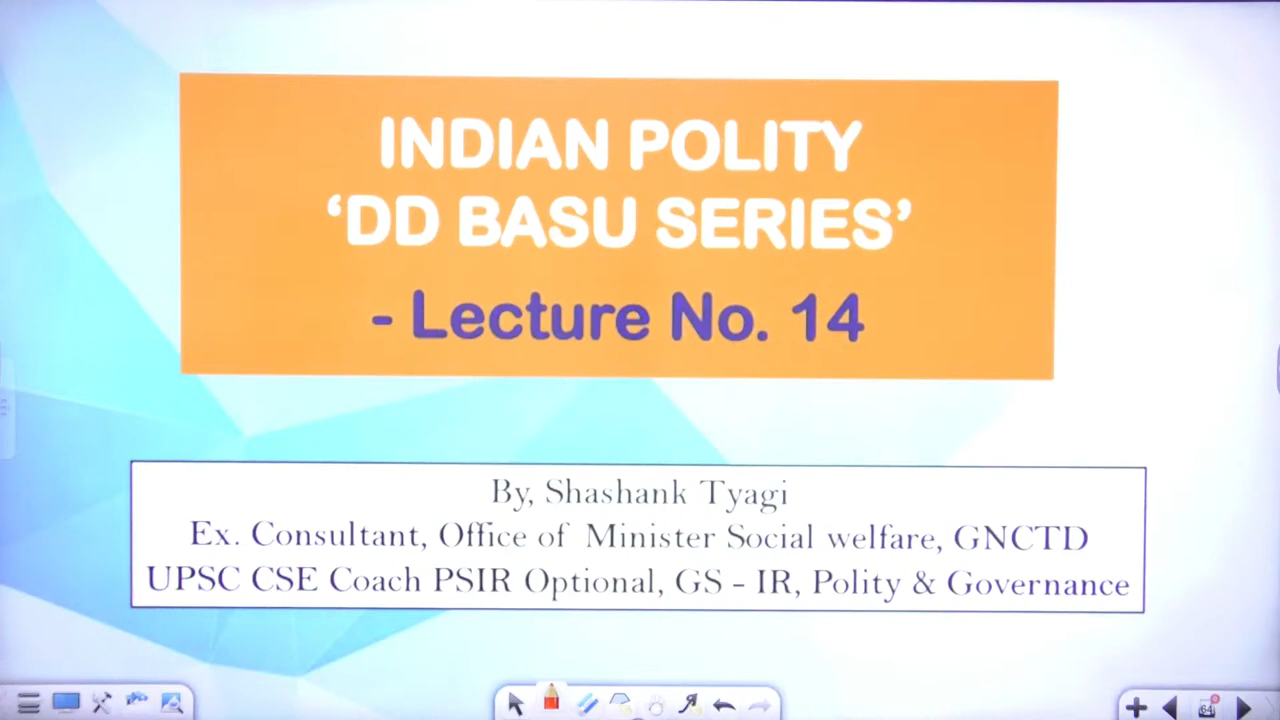 INDIAN POLITY
‘DD BASU SERIES’
- Lecture No. 14
By, Shashank Tyagi
Ex. Consultant, Office of Minister Social welfare, GNCTD
UPSC CSE Coach PSIR Optional, GS – IR, Polity & Governance
64